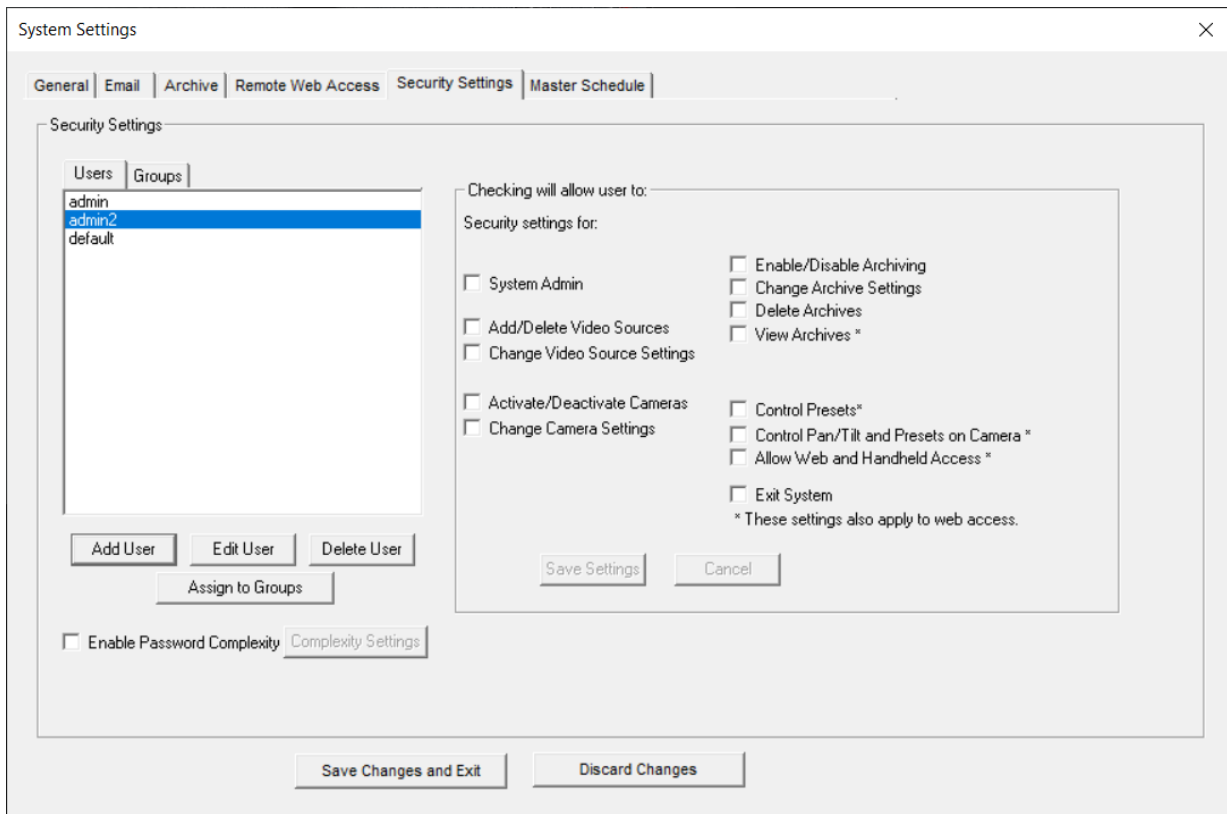 System Settings
General
Email
Archive
Remote Web Access
Security Settings
Master Schedule
Security Settings
Users
Groups
admin
admin2
default
Add User
Edit User
Delete User
Assign to Groups
Enable Password Complexity
Complexity Settings
Checking will allow user to:
Security settings for:
System Admin
Add/Delete Video Sources
Change Video Source Settings
Activate/Deactivate Cameras
Change Camera Settings
Enable/Disable Archiving
Change Archive Settings
Delete Archives
View Archives *
Control Presets*
Control Pan/Tilt and Presets on Camera *
Allow Web and Handheld Access *
Exit System
* These settings also apply to web access.
Save Settings
Cancel
Save Changes and Exit
Discard Changes